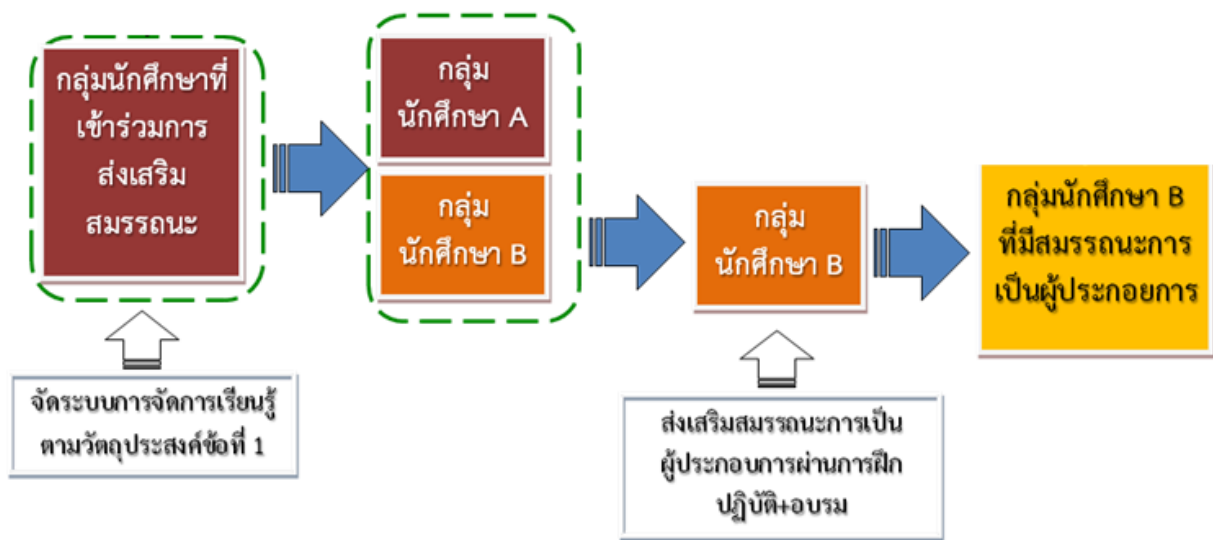 กลุ่มนักศึกษาที่
เข้าร่วมการ
ส่งเสริม
สมรรถนะ
กลุ่ม
นักศึกษา A
กลุ่ม
นักศึกษา B
กลุ่ม
นักศึกษา B
กลุ่มนักศึกษา B
ที่มีสมรรถนะการ
เป็นผู้ประกอยการ
จัดระบบการจัดการเรียนรู้
ตามวัตถุประสงค์ข้อที่ 1
ส่งเสริมสมรรถนะการเป็น
ผู้ประกอบการผ่านการฝึก
ปฏิบัติ+อบรม